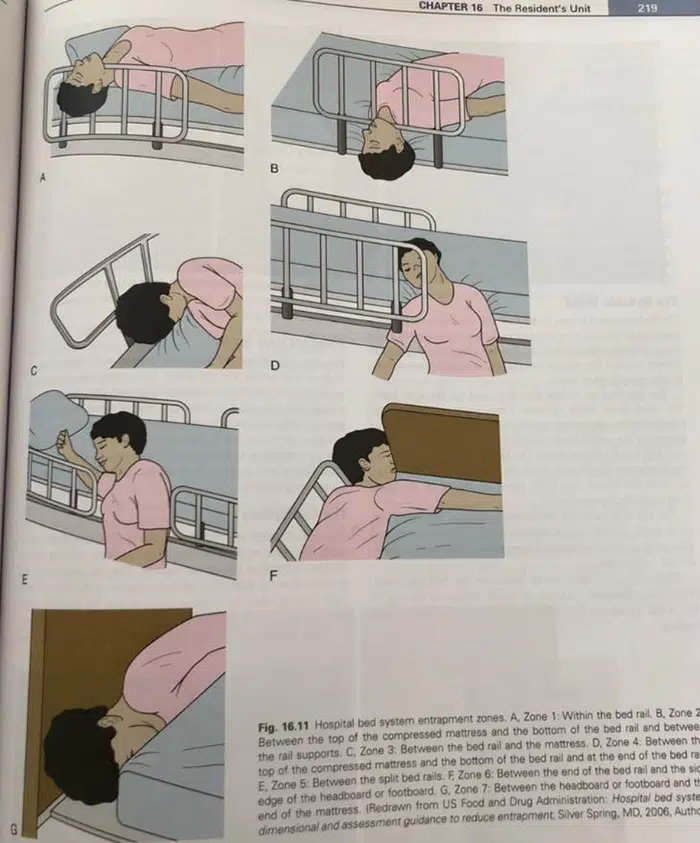 CHAPTER 16 The Resident's Unit 219
A
B
C
D
E
F
G
Fig. 16.11 Hospital bed system entrapment zones. A, Zone 1: Within the bed rail. B, Zone 2
Between the top of the compressed mattress and the bottom of the bed rail and betwee
the rail supports. C, Zone 3: Between the bed rail and the mattress. D, Zone 4: Between th
top of the compressed mattress and the bottom of the bed rail and at the end of the bed ra
E, Zone 5: Between the split bed rails. F, Zone 6: Between the end of the bed rail and the sid
edge of the headboard or footboard. G, Zone 7: Between the headboard or footboard and th
end of the mattress. (Redrawn from US Food and Drug Administration: Hospital bed syste
dimensional and assessment guidance to reduce entrapment, Silver Spring, MD, 2006, Autho